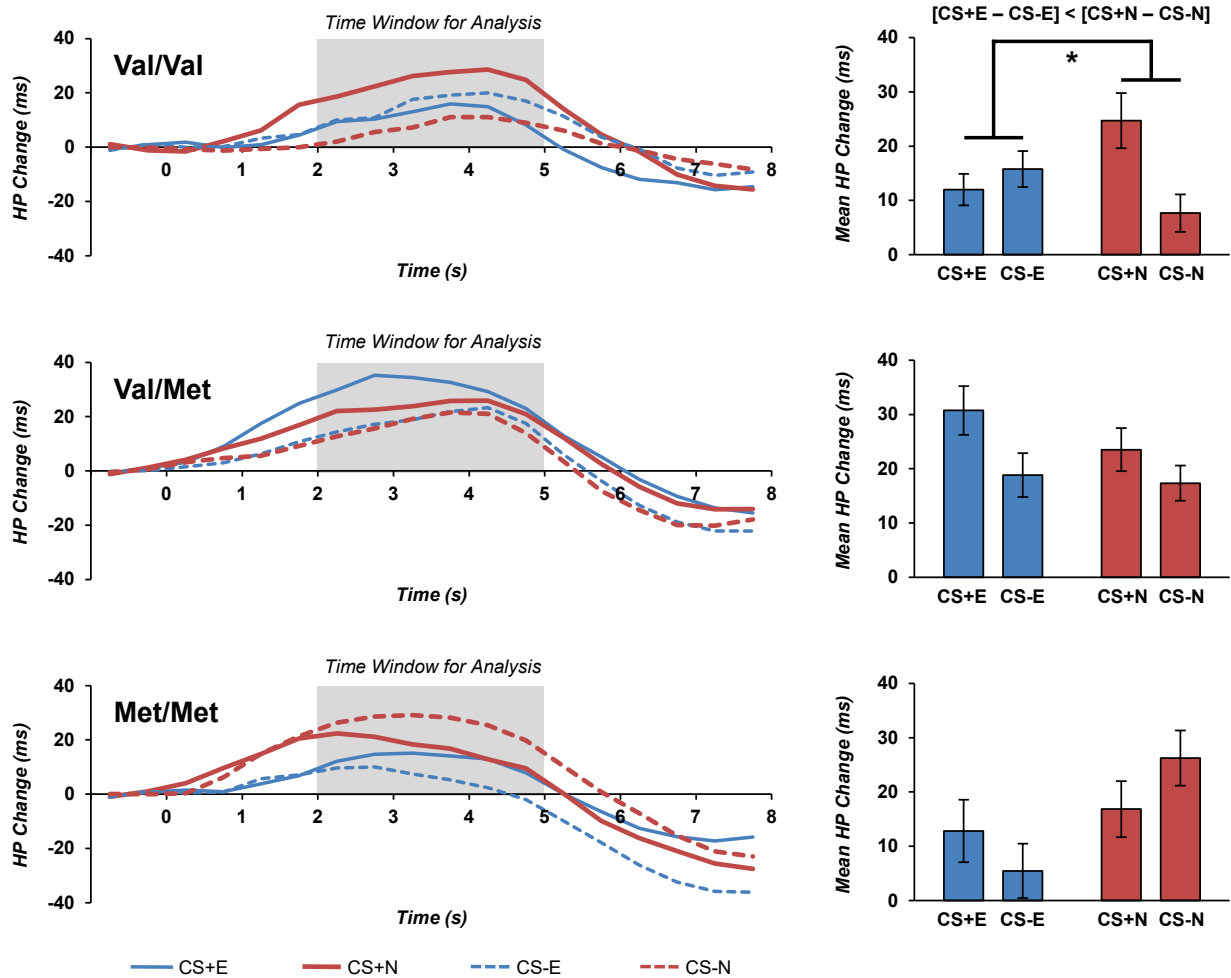 Time Window for Analysis
[CS+E – CS-E] < [CS+N – CS-N]
Val/Val
HP Change (ms)
40
20
0
-20
-40
0 1 2 3 4 5 6 7 8
Time (s)
Mean HP Change (ms)
40
30
20
10
0
*
CS+E CS-E CS+N CS-N
Time Window for Analysis
Val/Met
HP Change (ms)
40
20
0
-20
-40
0 1 2 3 4 5 6 7 8
Time (s)
Mean HP Change (ms)
40
30
20
10
0
CS+E CS-E CS+N CS-N
Time Window for Analysis
Met/Met
HP Change (ms)
40
20
0
-20
-40
0 1 2 3 4 5 6 7 8
Time (s)
Mean HP Change (ms)
40
30
20
10
0
CS+E CS-E CS+N CS-N
CS+E CS+N CS-E CS-N